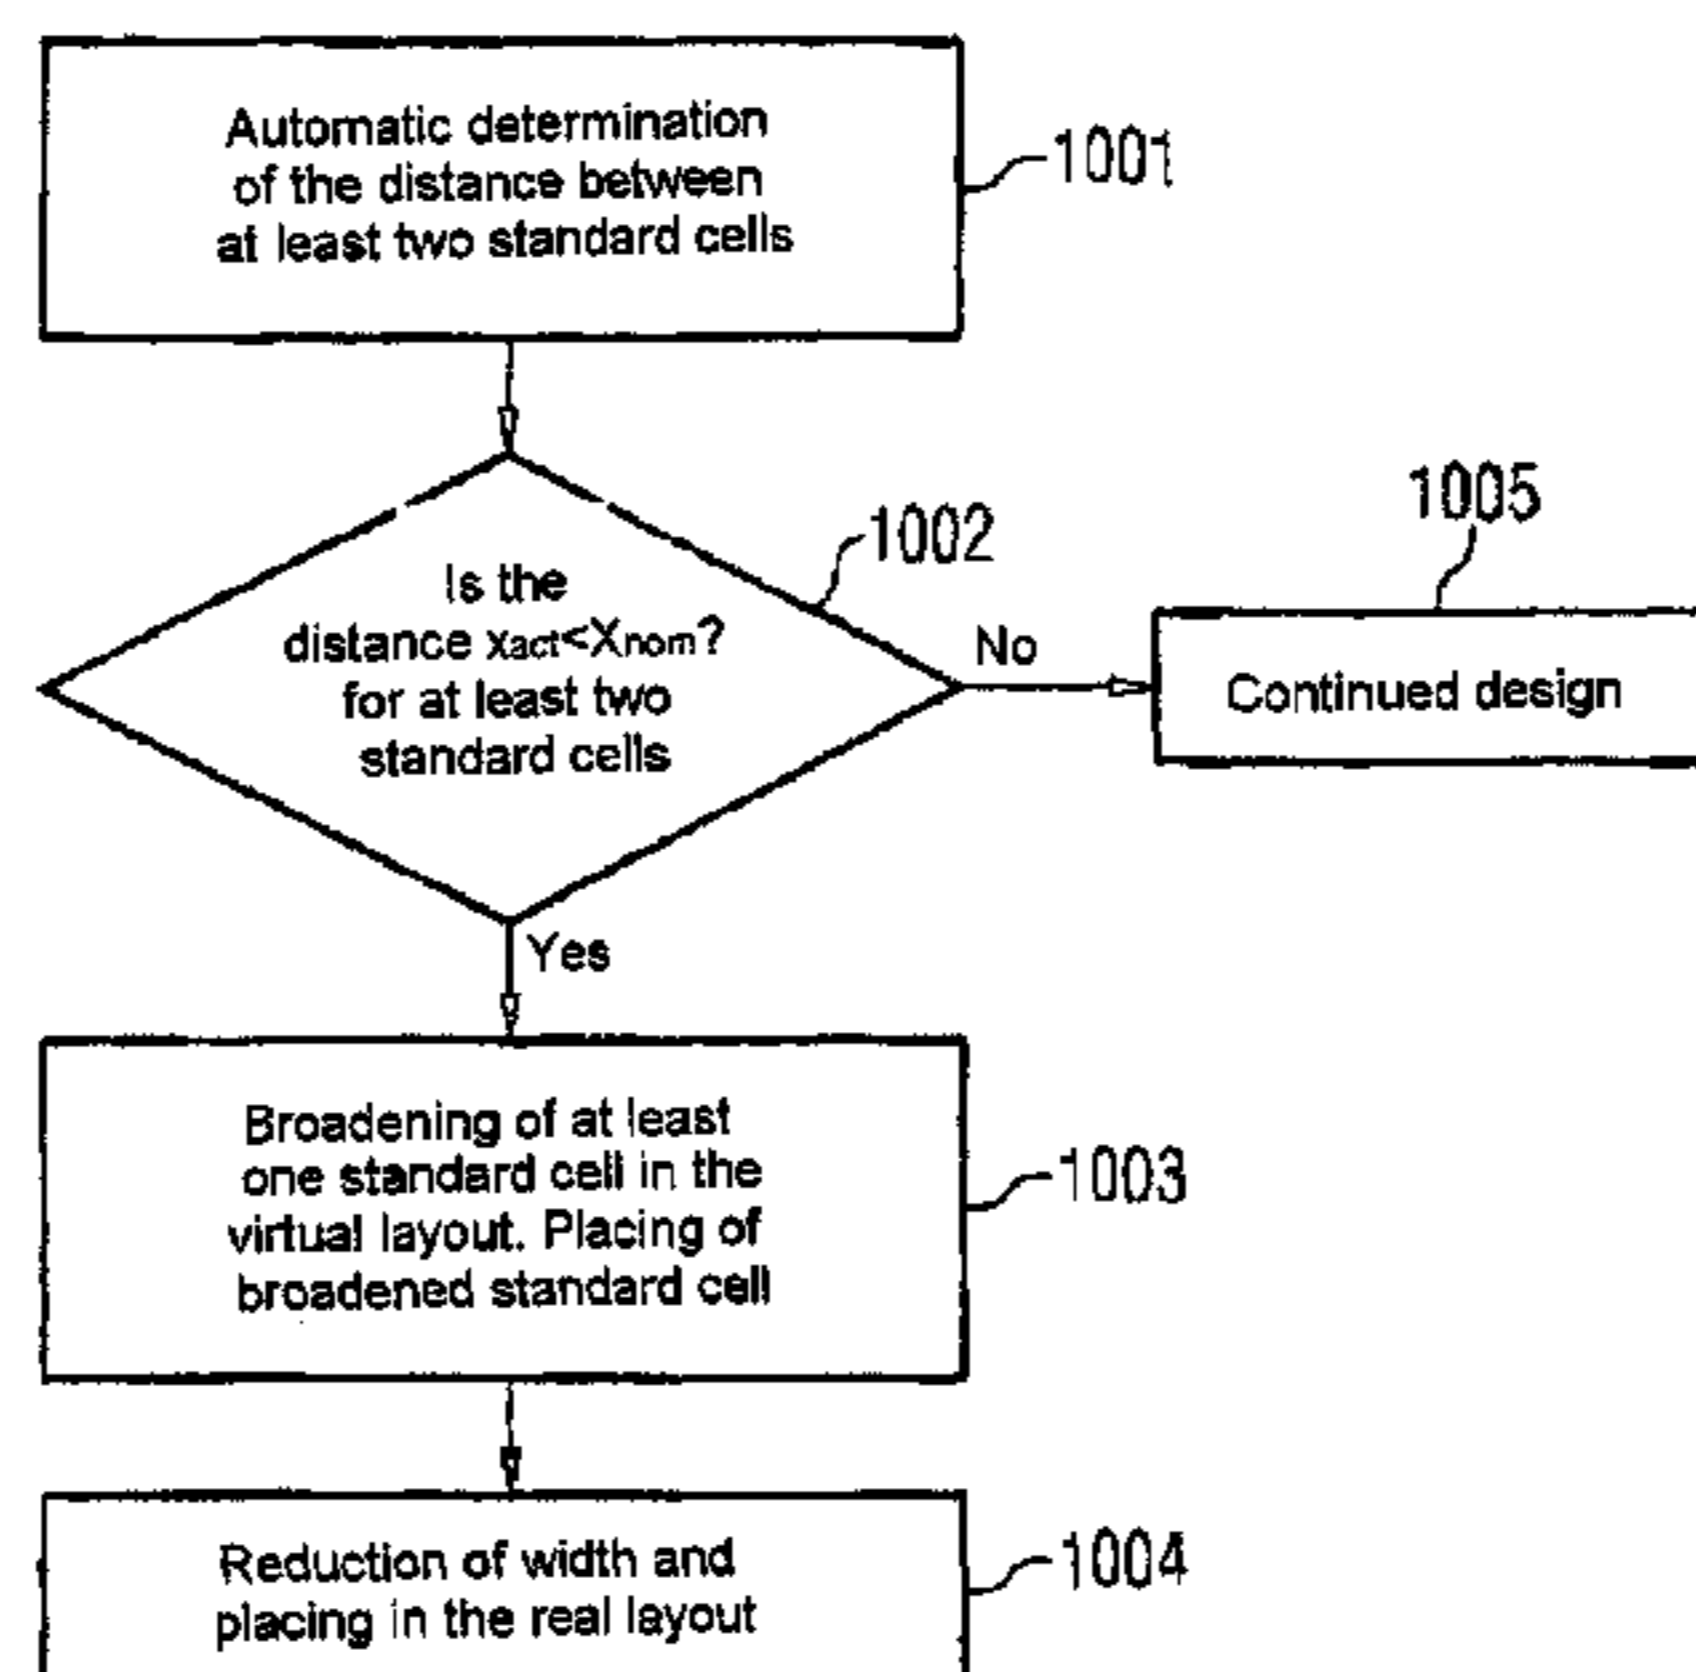 Automatic determination
of the distance between
at least two standard cells
1001
Is the
distance xact<Xnom?
for at least two
standard cells
1002
No
1005
Continued design
Yes
Broadening of at least
one standard cell in the
virtual layout. Placing of
broadened standard cell
1003
Reduction of width and
placing in the real layout
1004